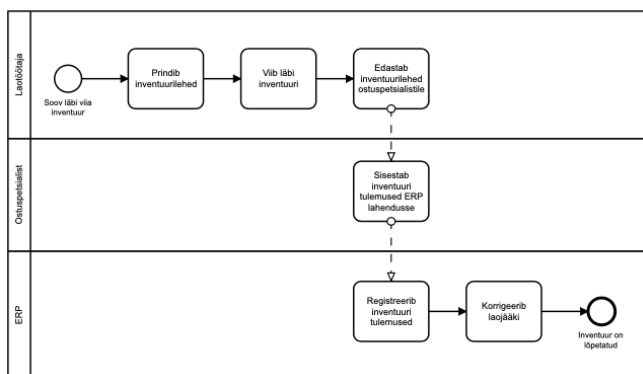 Laotöötaja
Soov läbi viia
inventuur
Prindib
inventuurilehed
Viib läbi
inventuuri
Edastab
inventuurilehed
ostuspetsialistile
Ostuspetsialist
Sisestab
inventuuri
tulemused ERP
lahendusse
ERP
Registreerib
inventuuri
tulemused
Korrigeerib
laojääki
Inventuur on
lõpetatud